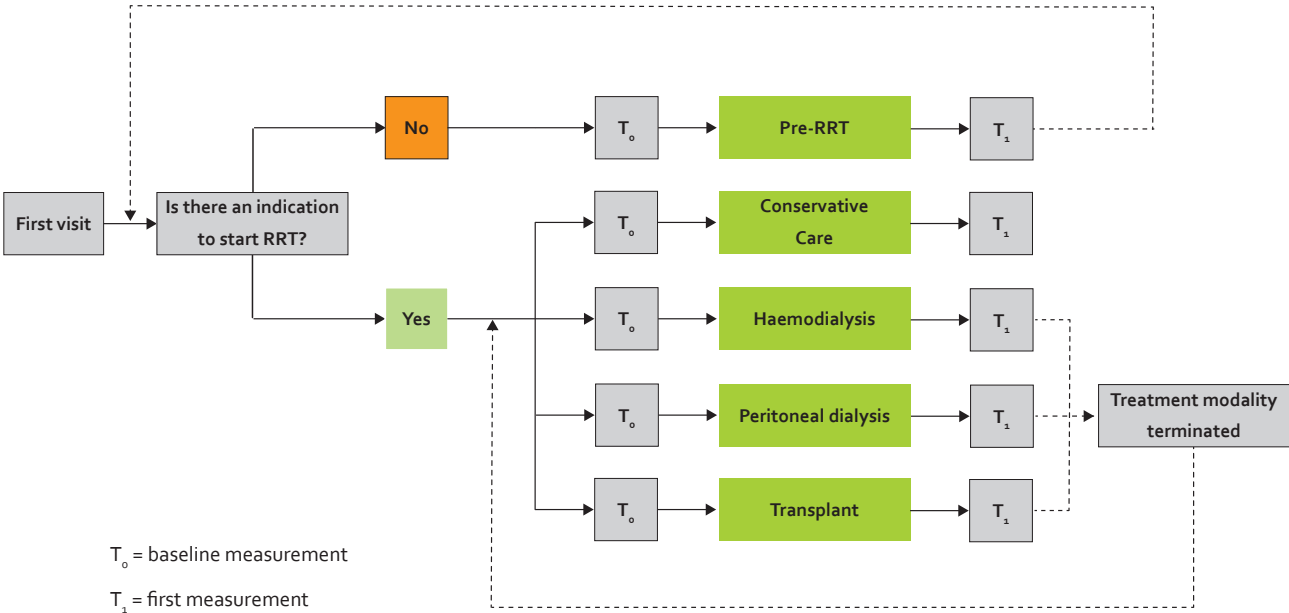 No
T₀
Pre-RRT
T₁
First visit
Is there an indication
to start RRT?
T₀
Conservative
Care
T₁
Yes
T₀
Haemodialysis
T₁
T₀
Peritoneal dialysis
T₁
Treatment modality
terminated
T₀
Transplant
T₁
T₀ = baseline measurement
T₁ = first measurement